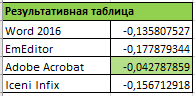 Результативная таблица
Word 2016 -0,135807527
EmEditor -0,177879344
Adobe Acrobat -0,042787859
Iceni Infix -0,156712918